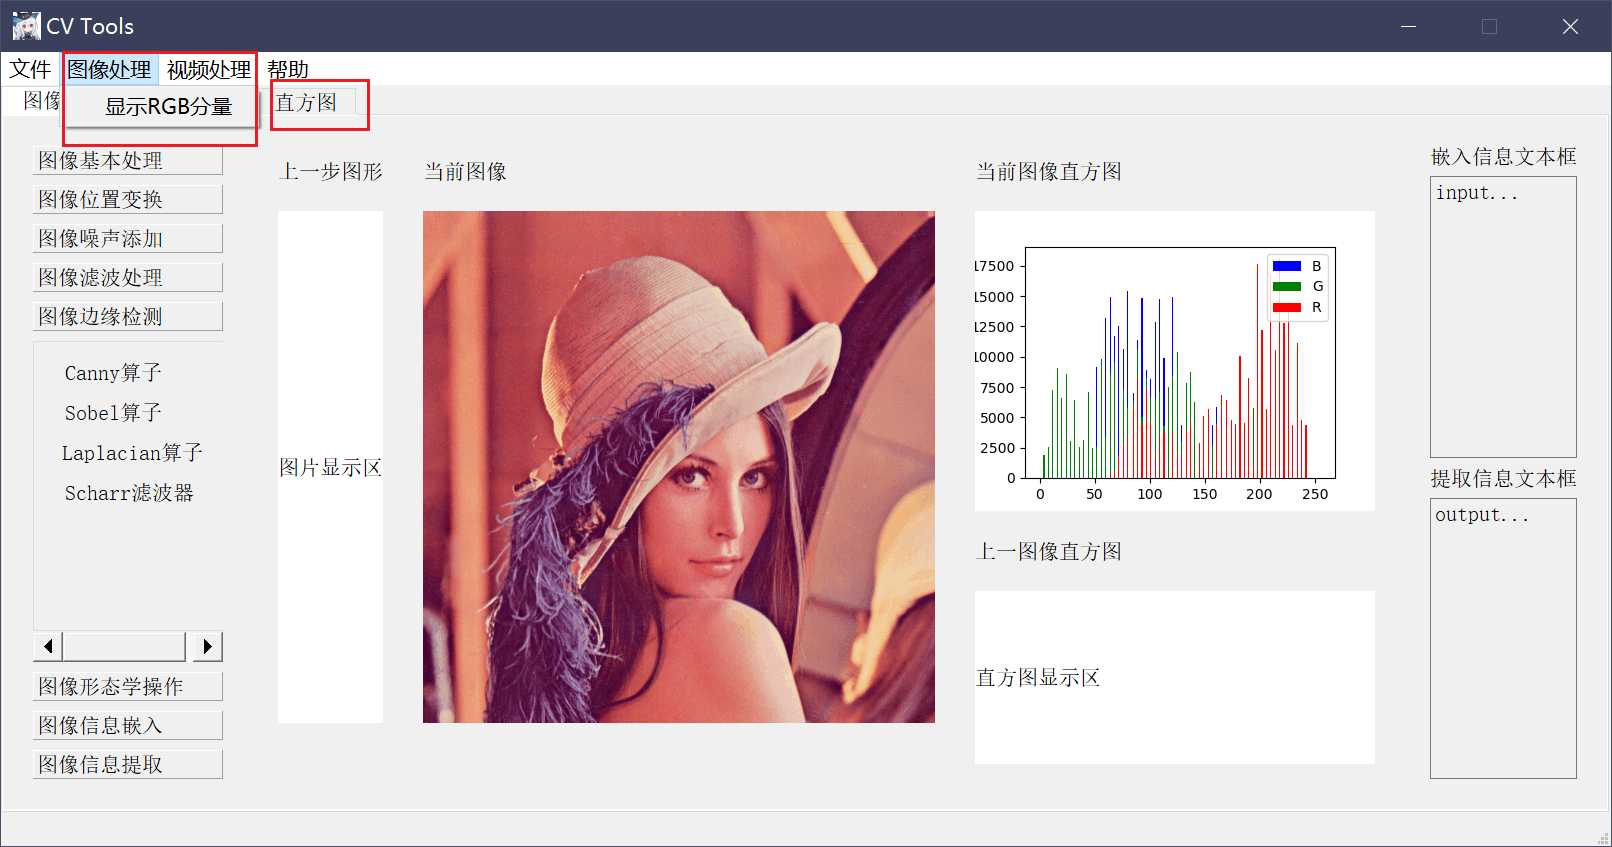 CV Tools
文件 图像处理 视频处理 帮助
图像 直方图
显示RGB分量
图像基本处理
图像位置变换
图像噪声添加
图像滤波处理
图像边缘检测
Canny算子
Sobel算子
Laplacian算子
Scharr滤波器
图像形态学操作
图像信息嵌入
图像信息提取
上一步图形
图片显示区
当前图像
当前图像直方图
17500
15000
12500
10000
7500
5000
2500
0
0 50 100 150 200 250
B
G
R
上一图像直方图
直方图显示区
嵌入信息文本框
input...
提取信息文本框
output...